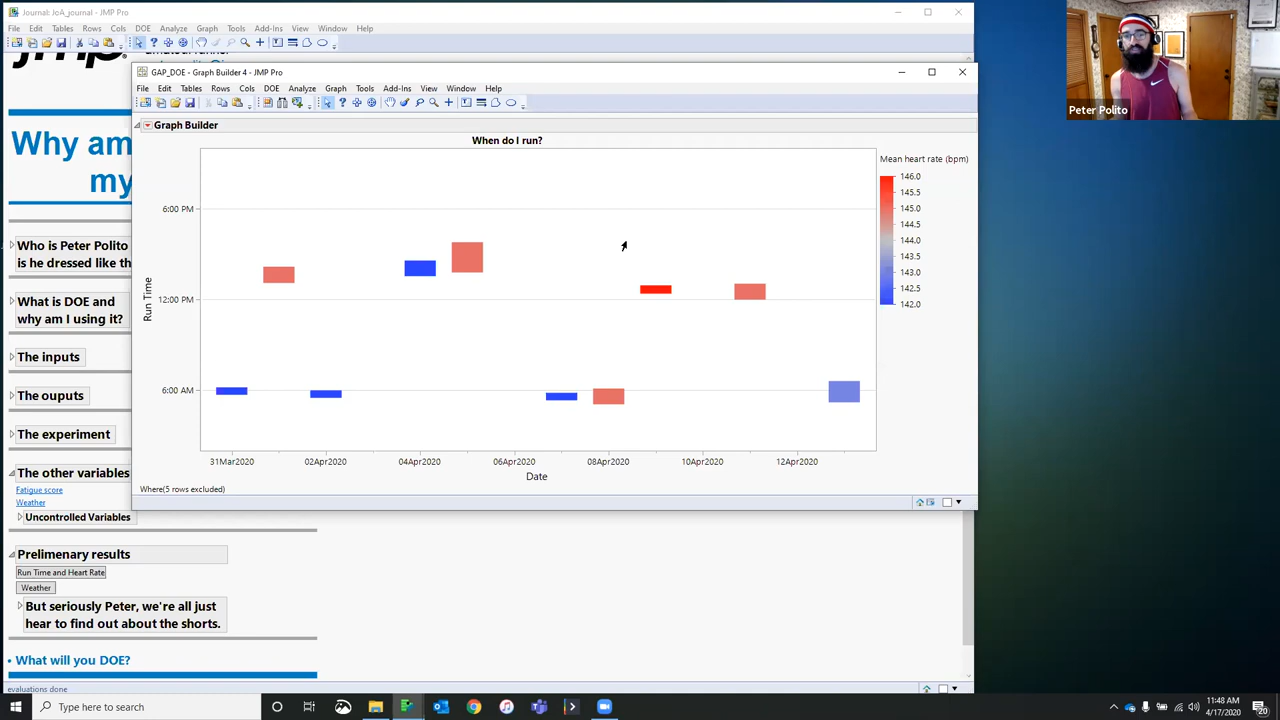 Journal: JoA_journal - JMP Pro
File Edit Tables Rows Cols DOE Analyze Graph Tools Add-Ins View Window Help
jmp
Why am
my
Who is Peter Polito
is he dressed like th
What is DOE and
why am I using it?
The inputs
The ouputs
The experiment
The other variables
Fatigue score
Weather
Uncontrolled Variables
Prelimenary results
Run Time and Heart Rate
Weather
But seriously Peter, we're all just
hear to find out about the shorts.
• What will you DOE?
evaluations done
GAP_DOE - Graph Builder 4 - JMP Pro
File Edit Tables Rows Cols DOE Analyze Graph Tools Add-Ins View Window Help
Graph Builder
When do I run?
Run Time
6:00 PM
12:00 PM
6:00 AM
31Mar2020 02Apr2020 04Apr2020 06Apr2020 08Apr2020 10Apr2020 12Apr2020
Date
Where(5 rows excluded)
Mean heart rate (bpm)
146.0
145.5
145.0
144.5
144.0
143.5
143.0
142.5
142.0
Peter Polito
Type here to search
11:48 AM
4/17/2020
20